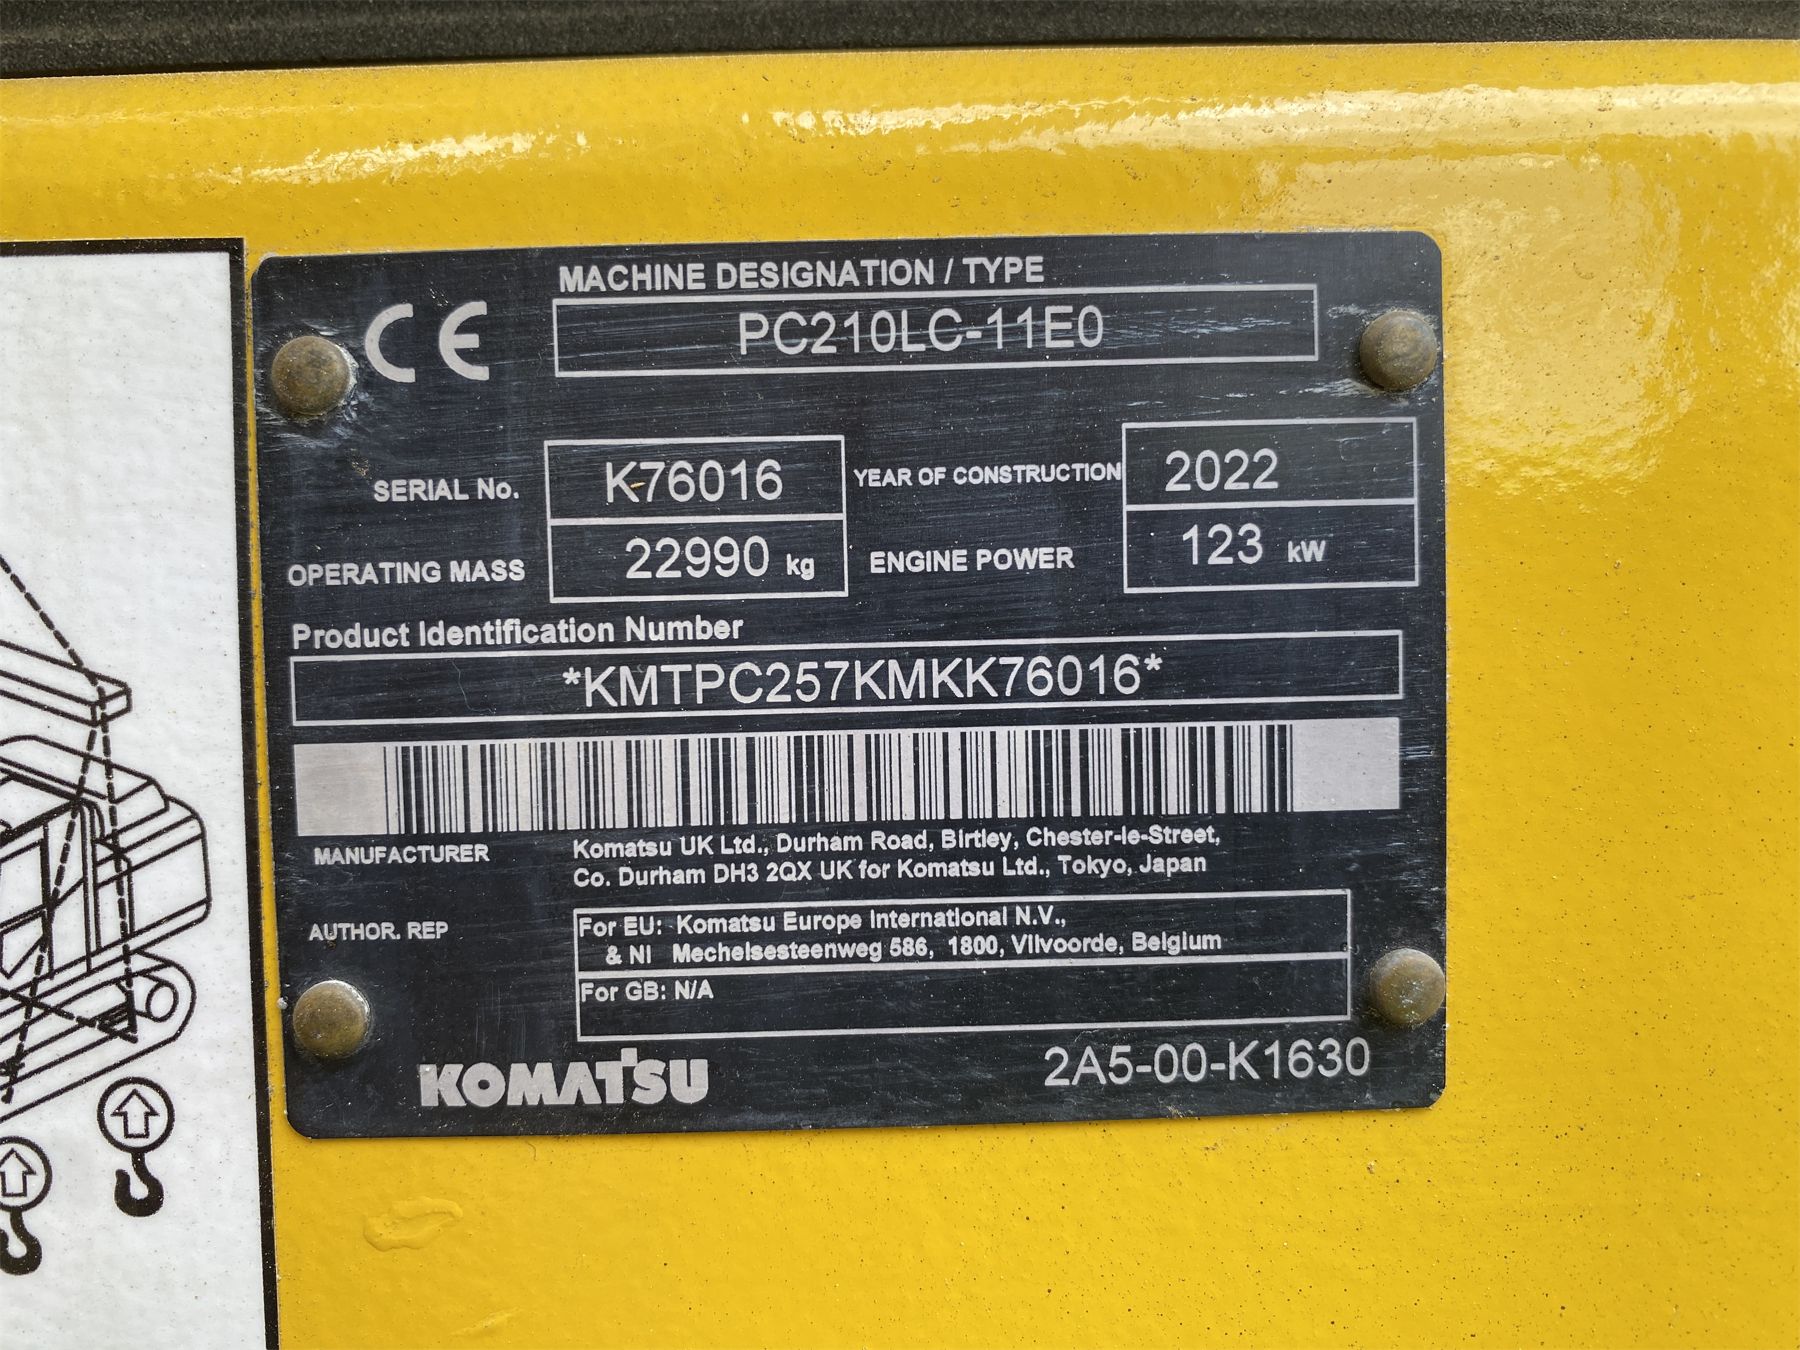 CE
MACHINE DESIGNATION / TYPE
PC210LC-11E0
SERIAL No. K76016 YEAR OF CONSTRUCTION 2022
OPERATING MASS 22990 kg ENGINE POWER 123 kW
Product Identification Number
*KMTPC257KMKK76016*
MANUFACTURER Komatsu UK Ltd., Durham Road, Birtley, Chester-le-Street,
Co. Durham DH3 2QX UK for Komatsu Ltd., Tokyo, Japan
AUTHOR. REP For EU: Komatsu Europe International N.V.,
& NI Mechelsesteenweg 586, 1800, Vilvoorde, Belgium
For GB: N/A
KOMATSU 2A5-00-K1630